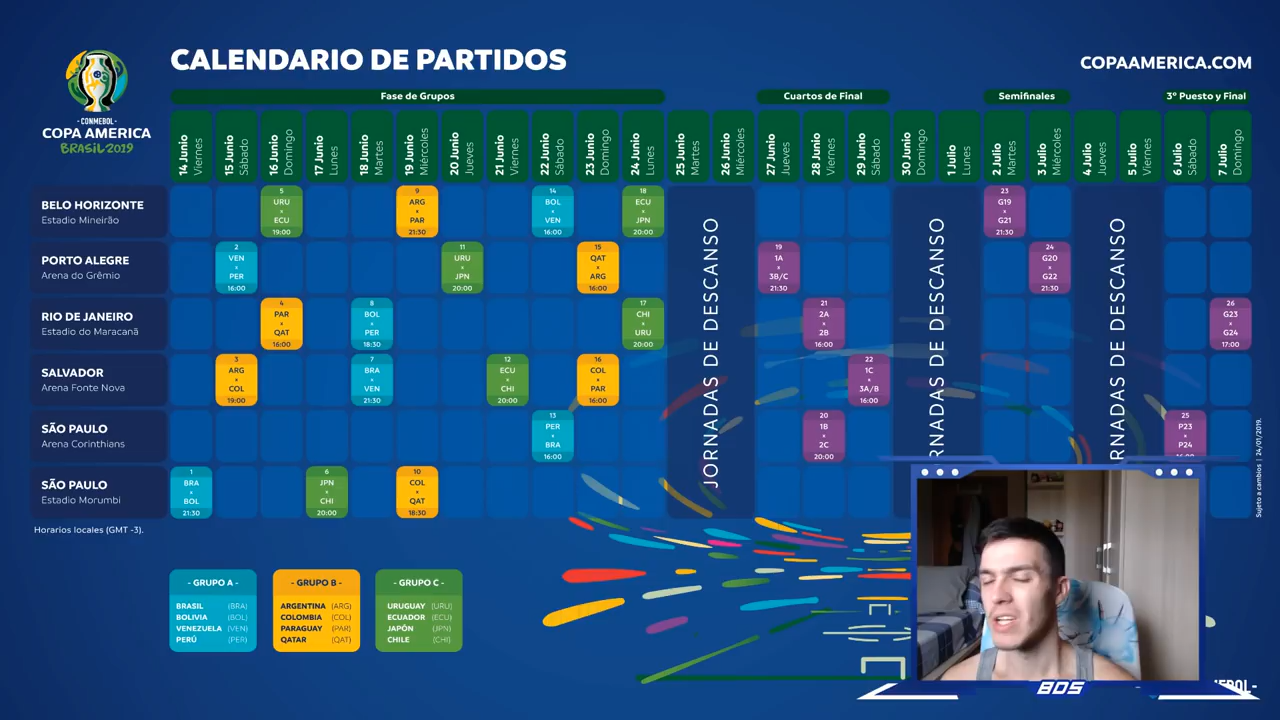 CALENDARIO DE PARTIDOS
COPAAMERICA.COM
- CONMEBOL -
COPA AMERICA
BRASIL 2019
Fase de Grupos
Cuartos de Final
Semifinales
3º Puesto y Final
14 Junio Viernes
15 Junio Sábado
16 Junio Domingo
17 Junio Lunes
18 Junio Martes
19 Junio Miércoles
20 Junio Jueves
21 Junio Viernes
22 Junio Sábado
23 Junio Domingo
24 Junio Lunes
25 Junio Martes
26 Junio Miércoles
27 Junio Jueves
28 Junio Viernes
29 Junio Sábado
30 Junio Domingo
1 Julio Lunes
2 Julio Martes
3 Julio Miércoles
4 Julio Jueves
5 Julio Viernes
6 Julio Sábado
7 Julio Domingo
BELO HORIZONTE
Estadio Mineirão
5 URU x ECU 19:00
9 ARG x PAR 21:30
14 BOL x VEN 16:00
18 ECU x JPN 20:00
23 G19 x G21 21:30
PORTO ALEGRE
Arena do Grêmio
2 VEN x PER 16:00
11 URU x JPN 20:00
15 QAT x ARG 16:00
19 1A x 3B/C 21:30
24 G20 x G22 21:30
RIO DE JANEIRO
Estadio do Maracanã
4 PAR x QAT 16:00
8 BOL x PER 18:30
17 CHI x URU 20:00
21 2A x 2B 16:00
26 G23 x G24 17:00
SALVADOR
Arena Fonte Nova
3 ARG x COL 19:00
7 BRA x VEN 21:30
12 ECU x CHI 20:00
16 COL x PAR 16:00
22 1C x 3A/B 16:00
SÃO PAULO
Arena Corinthians
13 PER x BRA 16:00
20 1B x 2C 20:00
25 P23 x P24
SÃO PAULO
Estadio Morumbi
1 BRA x BOL 21:30
6 JPN x CHI 20:00
10 COL x QAT 18:30
JORNADAS DE DESCANSO
RNADAS DE DESCANSO
RNADAS DE DESCANSO
Sujeto a cambios | 24/01/2019.
Horarios locales (GMT -3).
- GRUPO A -
BRASIL (BRA)
BOLIVIA (BOL)
VENEZUELA (VEN)
PERÚ (PER)
- GRUPO B -
ARGENTINA (ARG)
COLOMBIA (COL)
PARAGUAY (PAR)
QATAR (QAT)
- GRUPO C -
URUGUAY (URU)
ECUADOR (ECU)
JAPÓN (JPN)
CHILE (CHI)
BDS